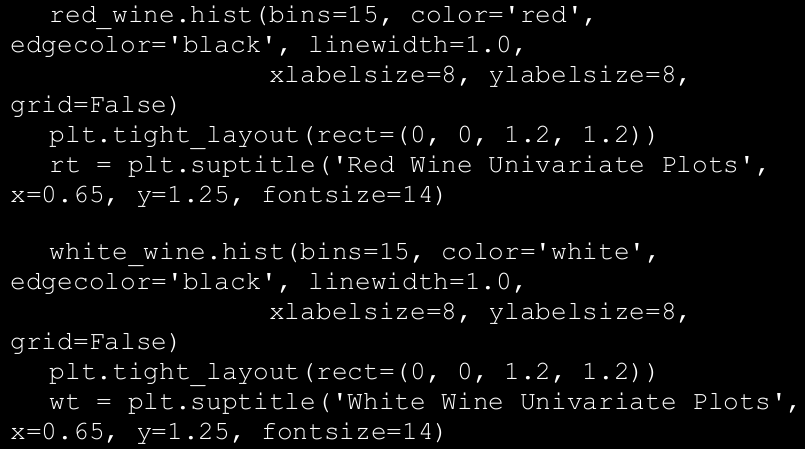 red_wine.hist(bins=15, color='red',
edgecolor='black', linewidth=1.0,
xlabelsize=8, ylabelsize=8,
grid=False)
plt.tight_layout(rect=(0, 0, 1.2, 1.2))
rt = plt.suptitle('Red Wine Univariate Plots',
x=0.65, y=1.25, fontsize=14)
white_wine.hist(bins=15, color='white',
edgecolor='black', linewidth=1.0,
xlabelsize=8, ylabelsize=8,
grid=False)
plt.tight_layout(rect=(0, 0, 1.2, 1.2))
wt = plt.suptitle('White Wine Univariate Plots',
x=0.65, y=1.25, fontsize=14)